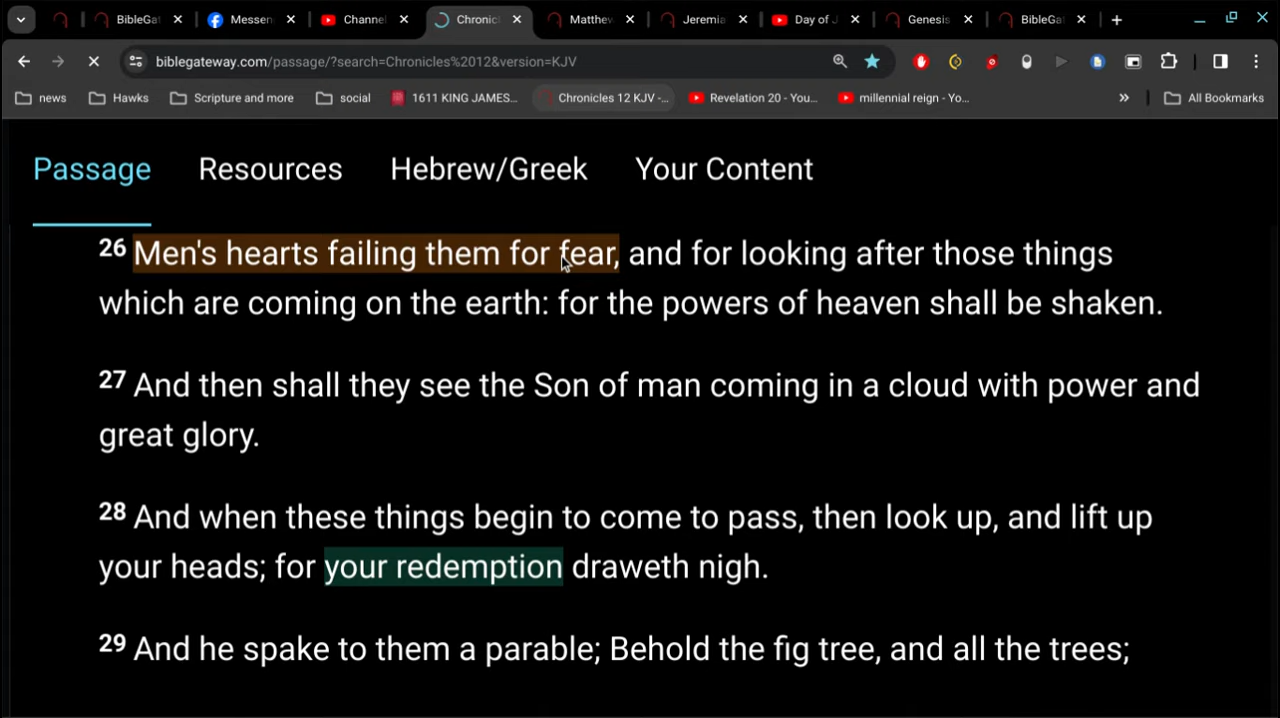 BibleGat
Messen
Channel
Chronic
Matthew
Jeremia
Day of J
Genesis
BibleGat
biblegateway.com/passage/?search=Chronicles%2012&version=KJV
news
Hawks
Scripture and more
social
1611 KING JAMES...
Chronicles 12 KJV -...
Revelation 20 - You...
millennial reign - Yo...
»
All Bookmarks
Passage Resources Hebrew/Greek Your Content
26 Men's hearts failing them for fear, and for looking after those things
which are coming on the earth: for the powers of heaven shall be shaken.
27 And then shall they see the Son of man coming in a cloud with power and
great glory.
28 And when these things begin to come to pass, then look up, and lift up
your heads; for your redemption draweth nigh.
29 And he spake to them a parable; Behold the fig tree, and all the trees;